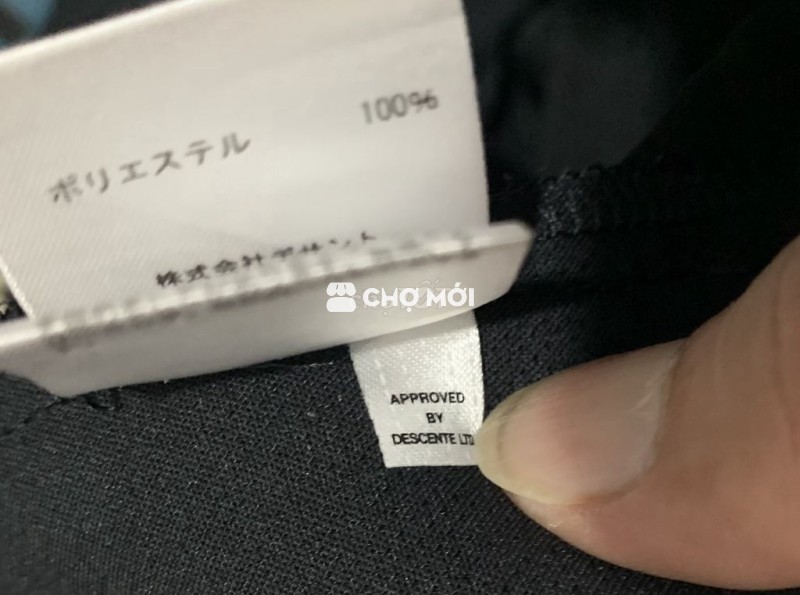 ポリエステル 100%
株式会社デサント
CHỢ MỚI
APPROVED
BY
DESCENTE LTD